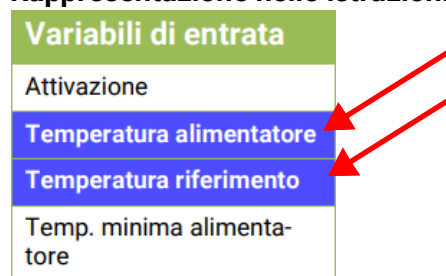 Rappresentazione nelle istruzioni
Variabili di entrata
Attivazione
Temperatura alimentatore
Temperatura riferimento
Temp. minima alimenta-
tore